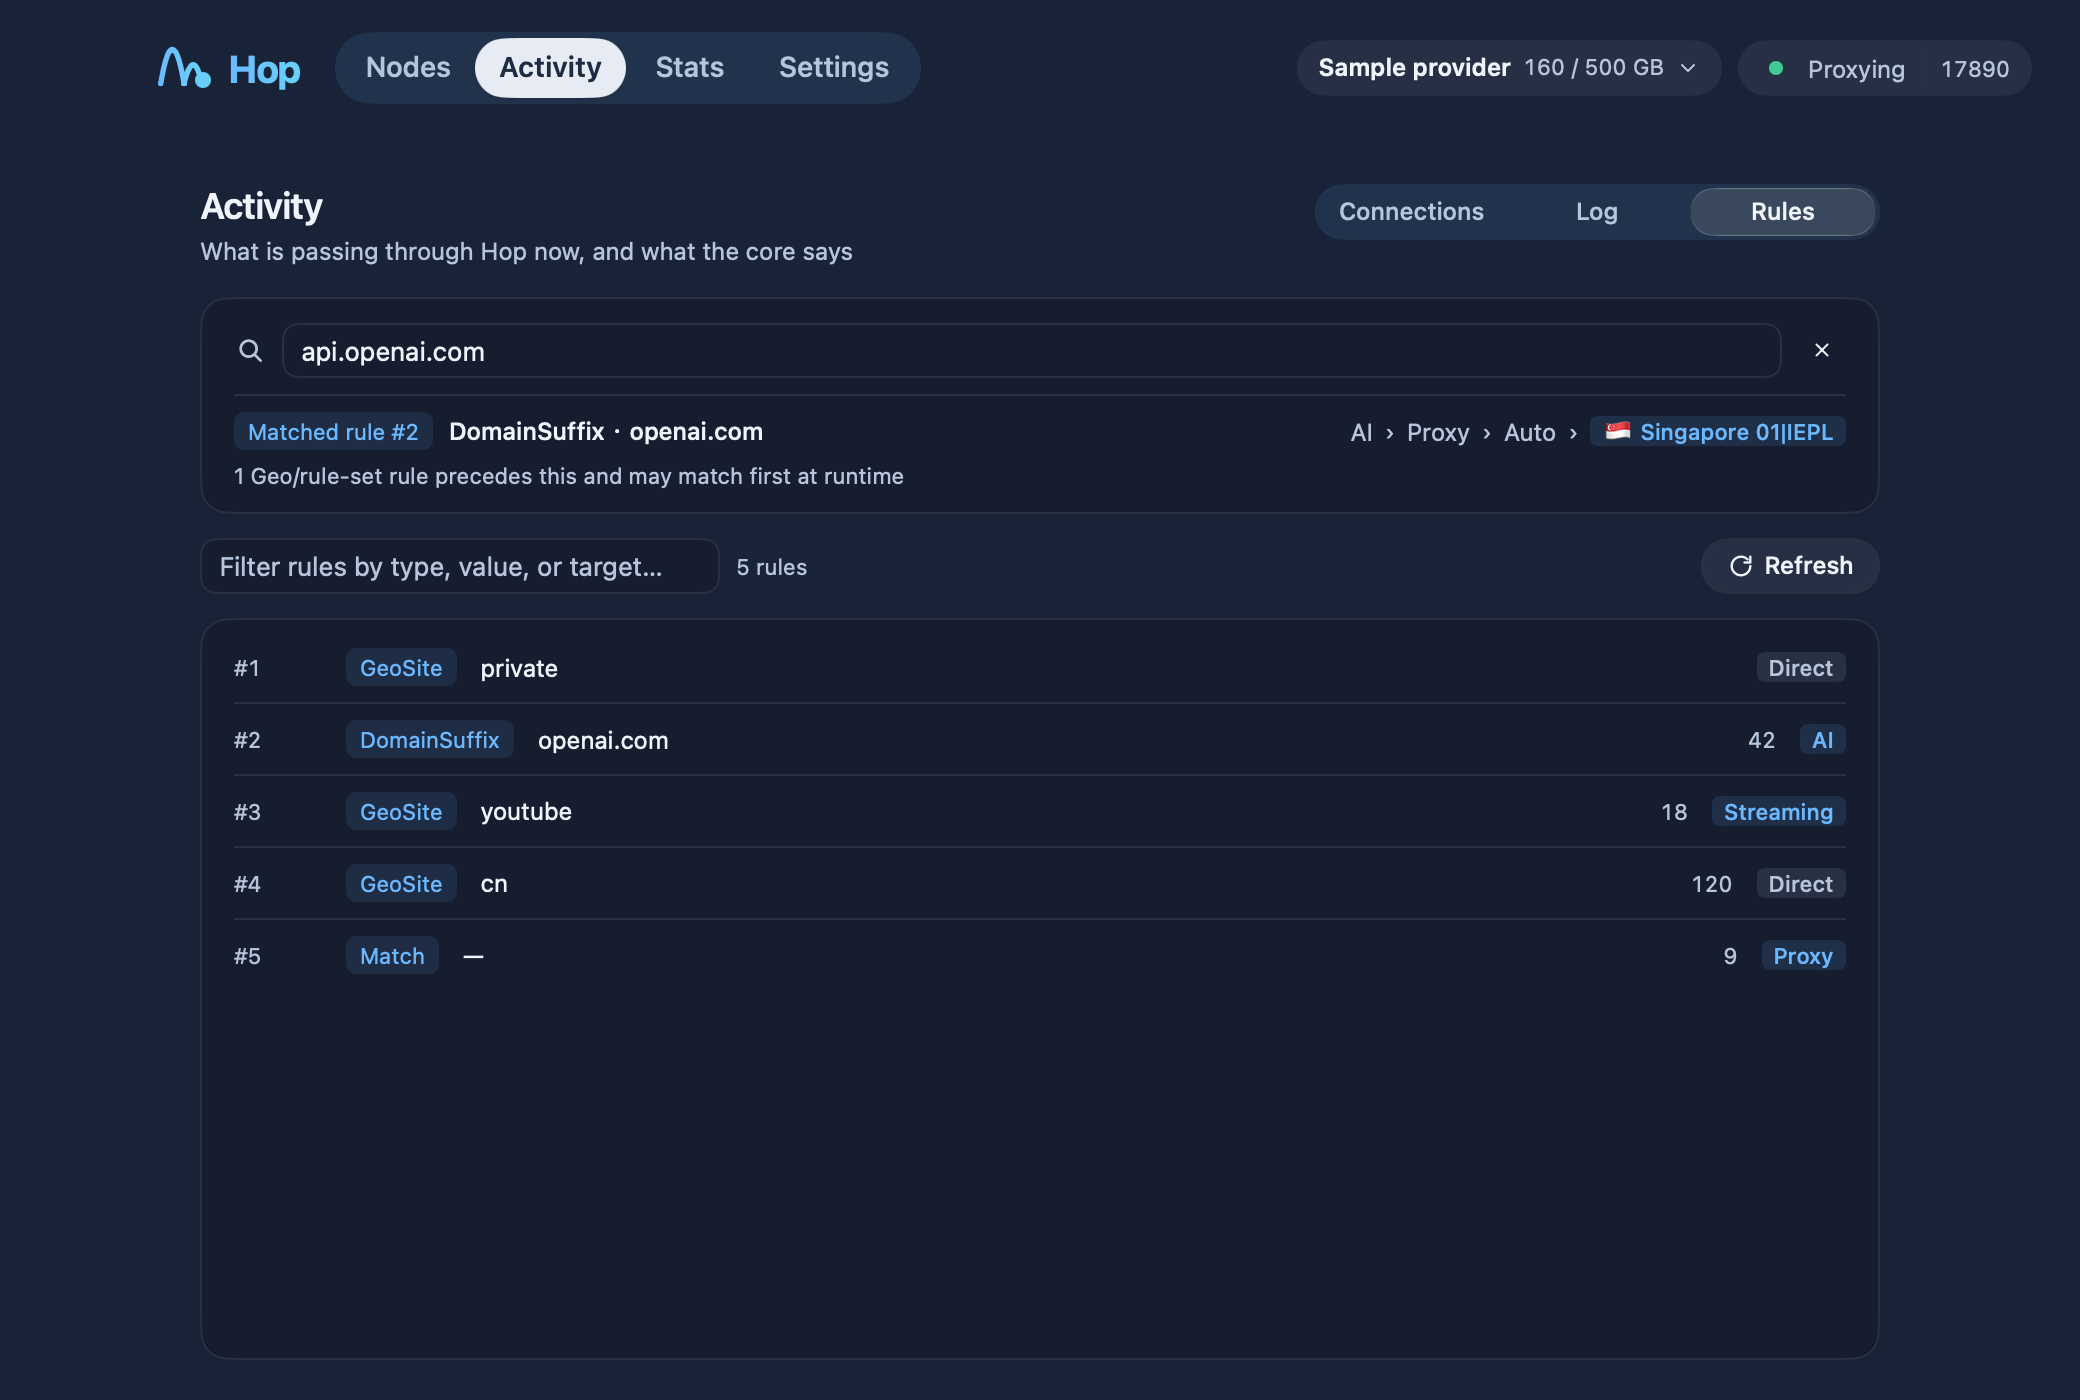 Hop
Nodes Activity Stats Settings
Sample provider 160 / 500 GB
Proxying 17890
Activity
What is passing through Hop now, and what the core says
Connections Log Rules
api.openai.com
Matched rule #2 DomainSuffix · openai.com
AI › Proxy › Auto › 🇸🇬 Singapore 01|IEPL
1 Geo/rule-set rule precedes this and may match first at runtime
Filter rules by type, value, or target...
5 rules
Refresh
#1 GeoSite private Direct
#2 DomainSuffix openai.com 42 AI
#3 GeoSite youtube 18 Streaming
#4 GeoSite cn 120 Direct
#5 Match — 9 Proxy